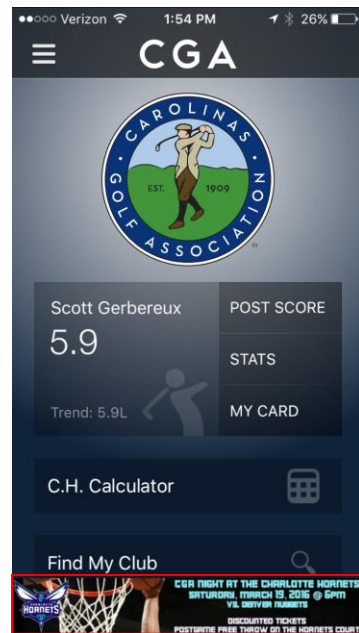 Verizon 1:54 PM 26%
CGA
CAROLINAS
GOLF ASSOCIATION
EST. 1909
Scott Gerbereux
5.9
Trend: 5.9L
POST SCORE
STATS
MY CARD
C.H. Calculator
Find My Club
HORNETS
CGA NIGHT AT THE CHARLOTTE HORNETS
SATURDAY, MARCH 19, 2016 @ 6PM
VS. DENVER NUGGETS
DISCOUNTED TICKETS
POSTGAME FREE THROW ON THE HORNETS COURT